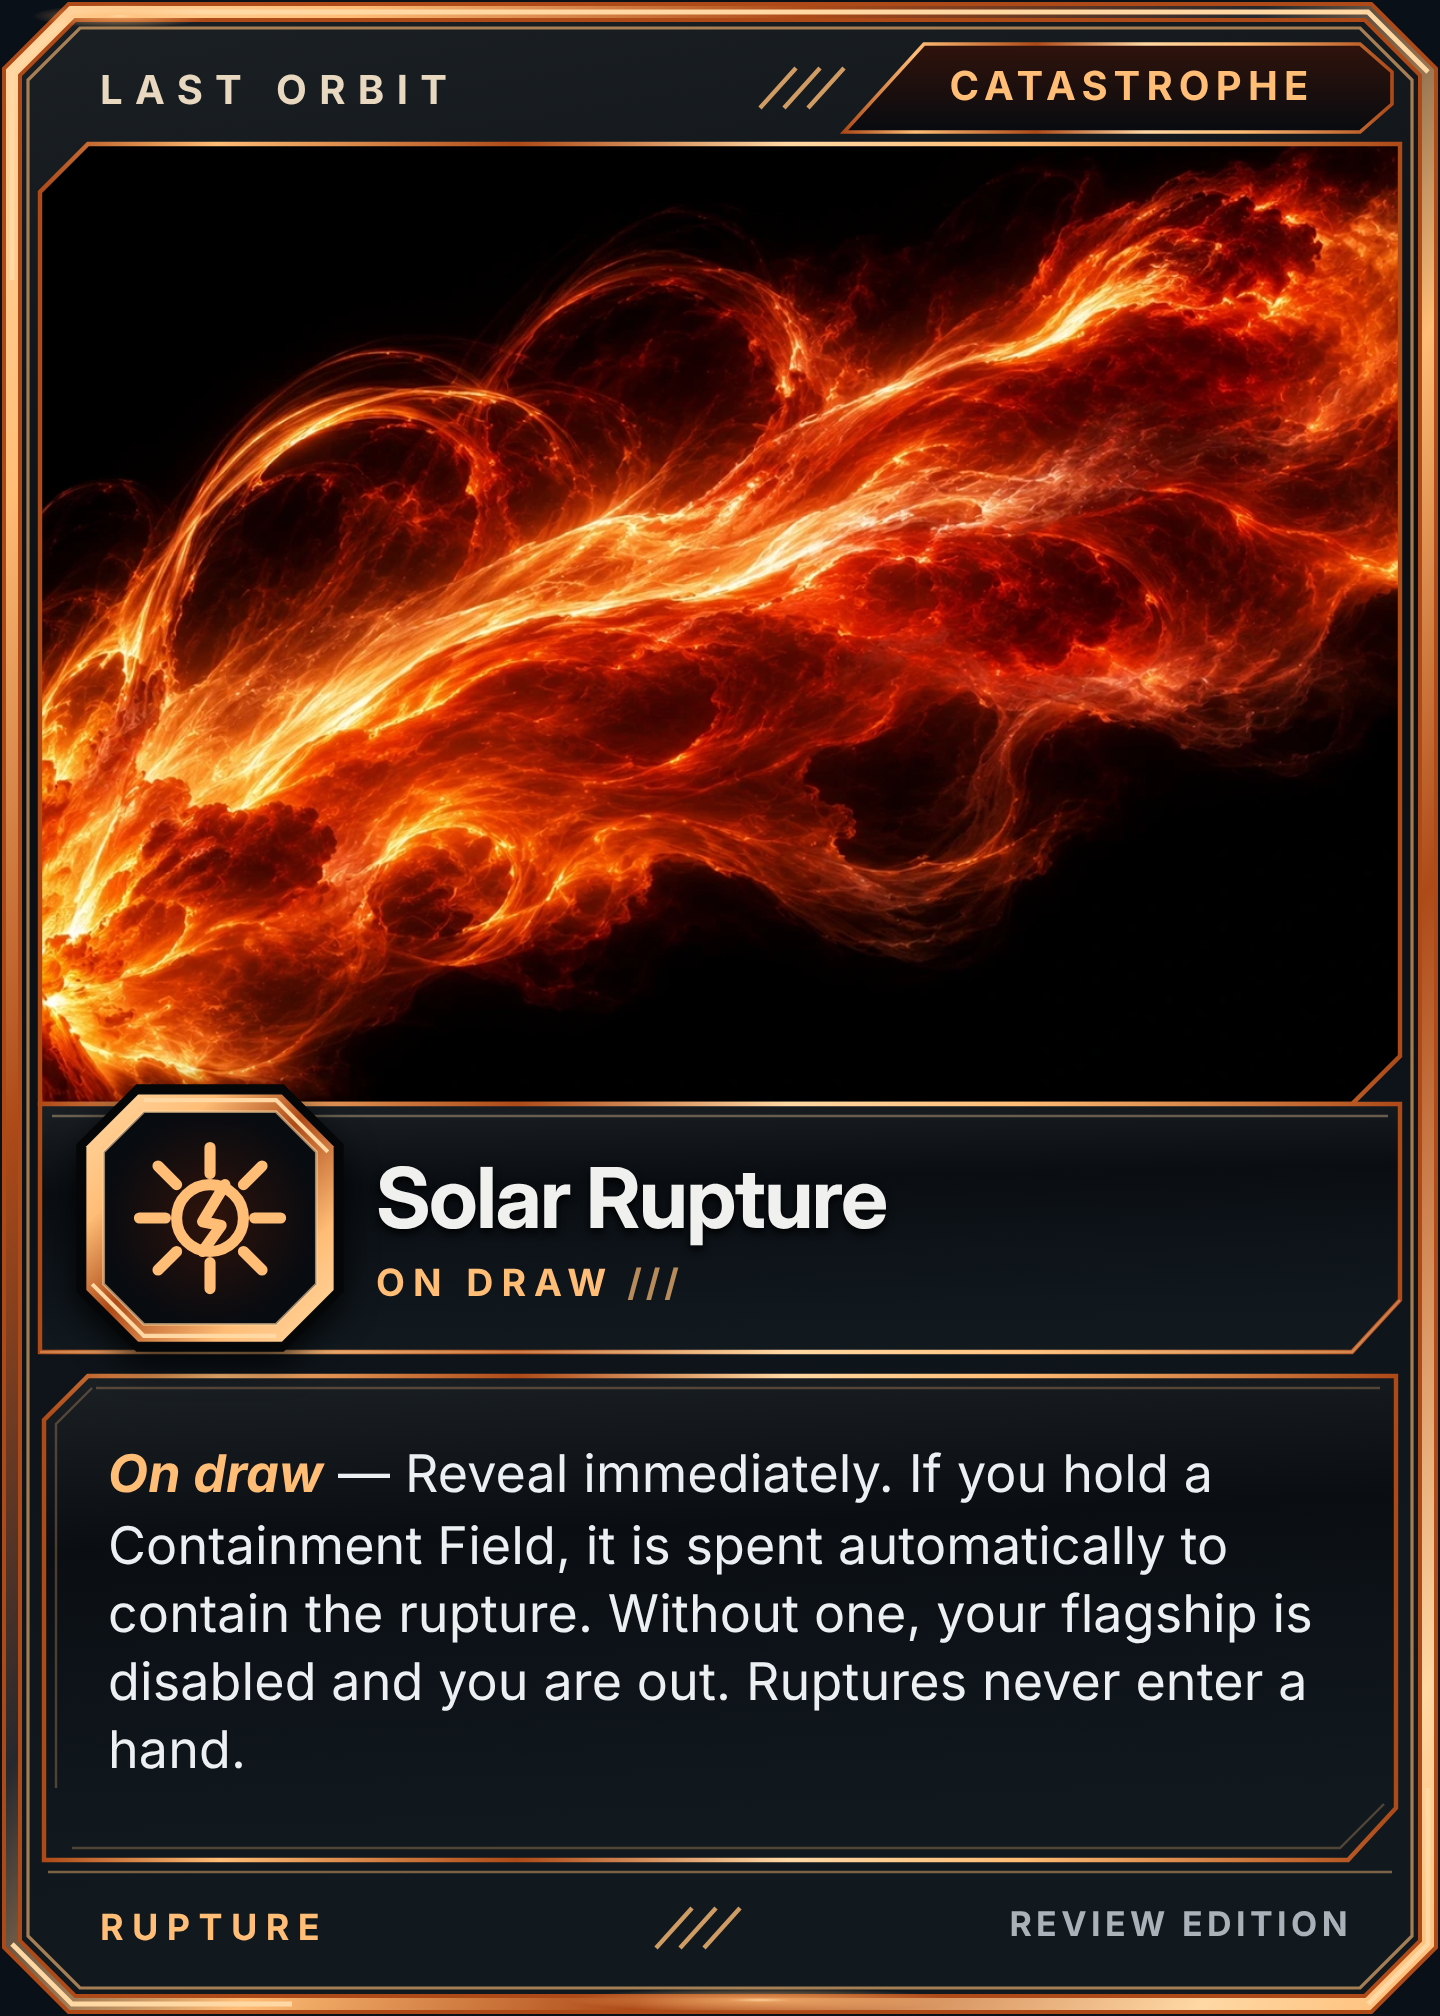 LAST ORBIT
CATASTROPHE
Solar Rupture
ON DRAW ///
On draw — Reveal immediately. If you hold a
Containment Field, it is spent automatically to
contain the rupture. Without one, your flagship is
disabled and you are out. Ruptures never enter a
hand.
RUPTURE
REVIEW EDITION